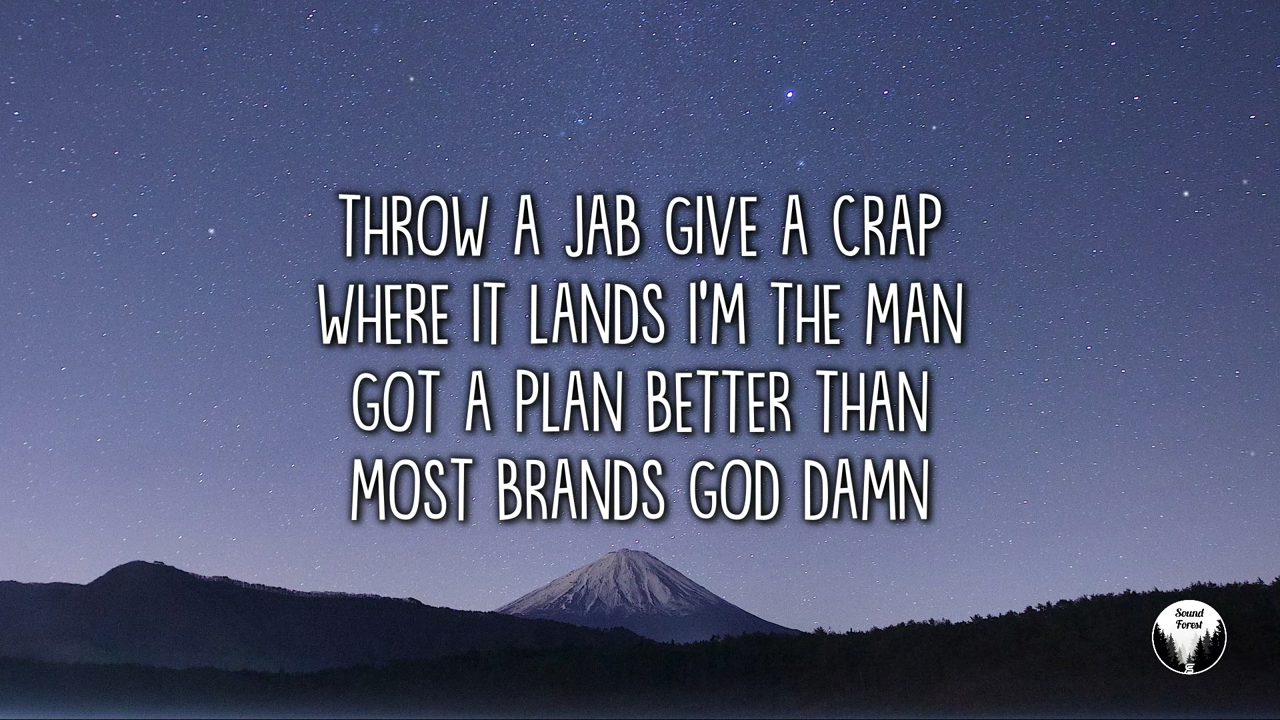 THROW A JAB GIVE A CRAP
WHERE IT LANDS I'M THE MAN
GOT A PLAN BETTER THAN
MOST BRANDS GOD DAMN
Sound
Forest